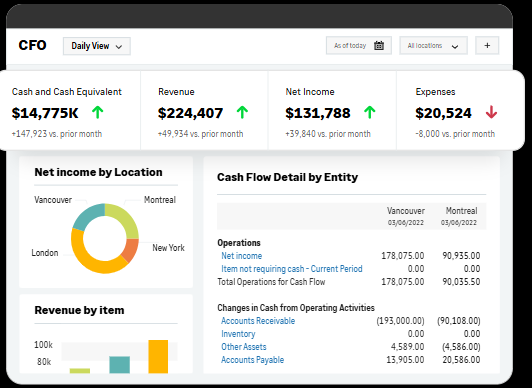 CFO
Daily View
As of today
All locations
+
Cash and Cash Equivalent
$14,775K
+147,923 vs. prior month
Revenue
$224,407
+49,934 vs. prior month
Net Income
$131,788
+39,840 vs. prior month
Expenses
$20,524
-8,000 vs. prior month
Net income by Location
Vancouver
Montreal
London
New York
Revenue by item
100k
80k
Cash Flow Detail by Entity
Vancouver Montreal
03/06/2022 03/06/2022
Operations
Net income 178,075.00 90,935.00
Item not requiring cash - Current Period 0.00 0.00
Total Operations for Cash Flow 178,075.00 90,035.50
Changes in Cash from Operating Activities
Accounts Receivable (193,000.00) (90,108.00)
Inventory 0.00 0.00
Other Assets 4,589.00 (4,586.00)
Accounts Payable 13,905.00 20,586.00